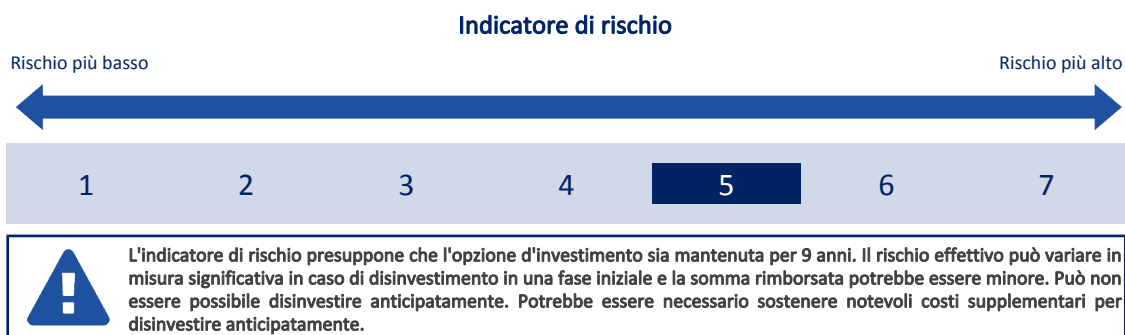 Indicatore di rischio
Rischio più basso Rischio più alto
1 2 3 4 5 6 7
L'indicatore di rischio presuppone che l'opzione d'investimento sia mantenuta per 9 anni. Il rischio effettivo può variare in
misura significativa in caso di disinvestimento in una fase iniziale e la somma rimborsata potrebbe essere minore. Può non
essere possibile disinvestire anticipatamente. Potrebbe essere necessario sostenere notevoli costi supplementari per
disinvestire anticipatamente.